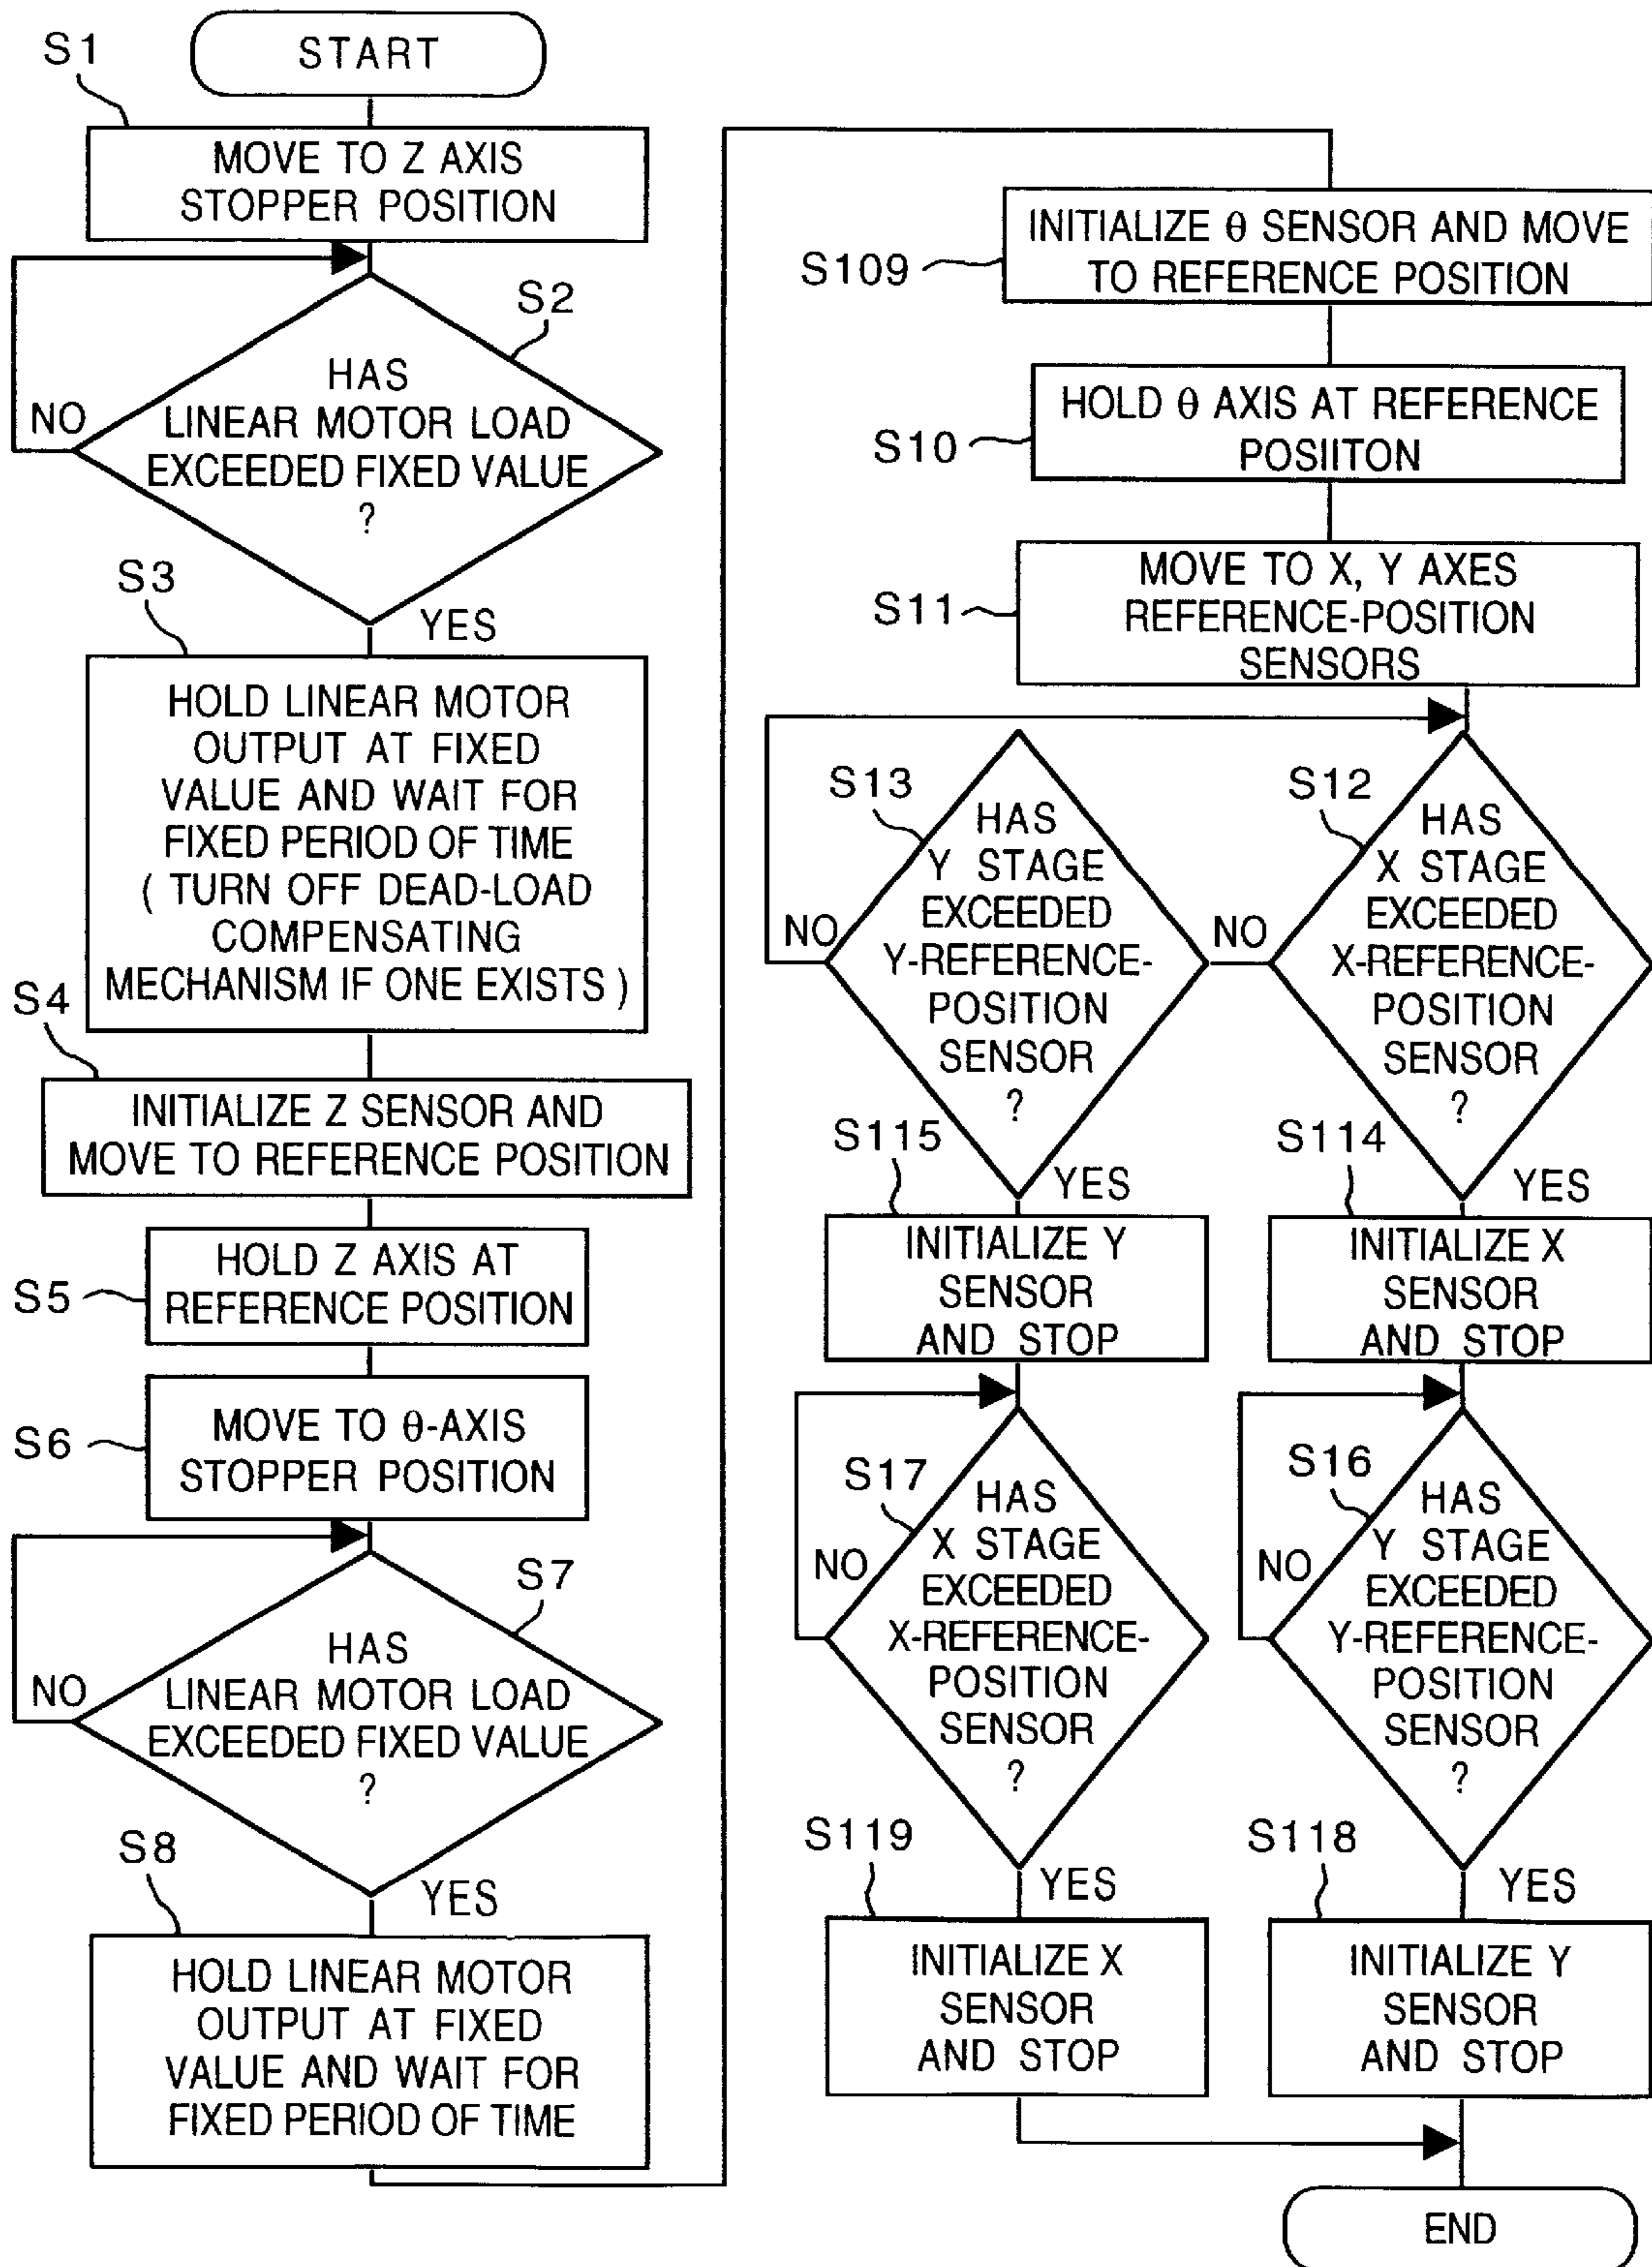 START
S1
MOVE TO Z AXIS
STOPPER POSITION
S2
HAS
LINEAR MOTOR LOAD
EXCEEDED FIXED VALUE
?
NO
YES
S3
HOLD LINEAR MOTOR
OUTPUT AT FIXED
VALUE AND WAIT FOR
FIXED PERIOD OF TIME
( TURN OFF DEAD-LOAD
COMPENSATING
MECHANISM IF ONE EXISTS )
S4
INITIALIZE Z SENSOR AND
MOVE TO REFERENCE POSITION
S5
HOLD Z AXIS AT
REFERENCE POSITION
S6
MOVE TO θ-AXIS
STOPPER POSITION
S7
HAS
LINEAR MOTOR LOAD
EXCEEDED FIXED VALUE
?
NO
YES
S8
HOLD LINEAR MOTOR
OUTPUT AT FIXED
VALUE AND WAIT FOR
FIXED PERIOD OF TIME
S109
INITIALIZE θ SENSOR AND MOVE
TO REFERENCE POSITION
S10
HOLD θ AXIS AT REFERENCE
POSIITON
S11
MOVE TO X, Y AXES
REFERENCE-POSITION
SENSORS
S12
HAS
X STAGE
EXCEEDED
X-REFERENCE-
POSITION
SENSOR
?
NO
YES
S13
HAS
Y STAGE
EXCEEDED
Y-REFERENCE-
POSITION
SENSOR
?
NO
YES
S115
INITIALIZE Y
SENSOR
AND STOP
S114
INITIALIZE X
SENSOR
AND STOP
S17
HAS
X STAGE
EXCEEDED
X-REFERENCE-
POSITION
SENSOR
?
NO
YES
S16
HAS
Y STAGE
EXCEEDED
Y-REFERENCE-
POSITION
SENSOR
?
NO
YES
S119
INITIALIZE X
SENSOR
AND STOP
S118
INITIALIZE Y
SENSOR
AND STOP
END